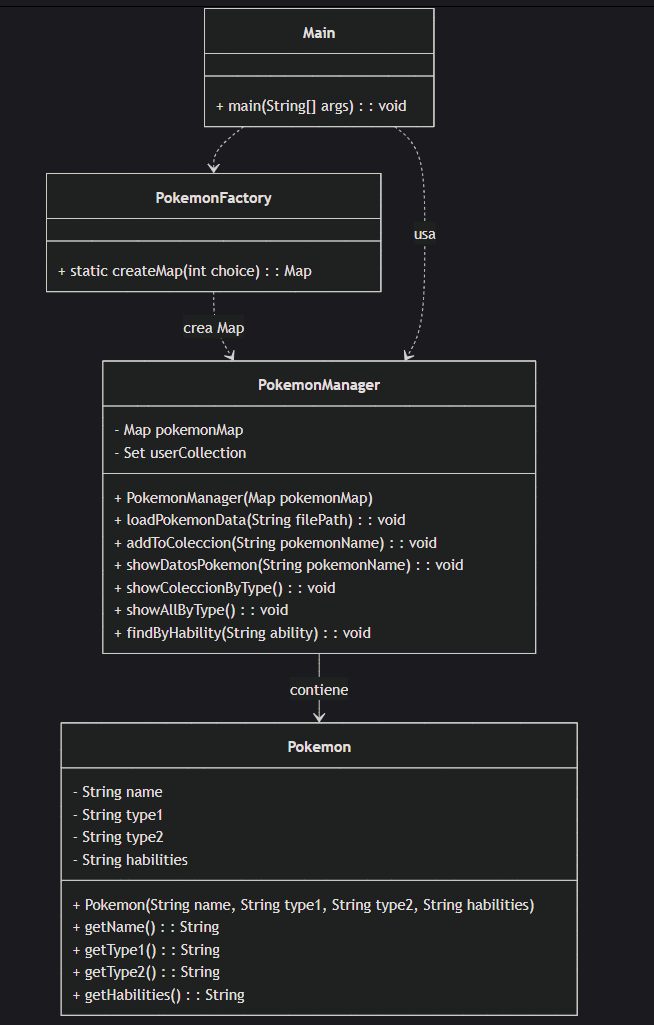 Main
+ main(String[] args) : : void
PokemonFactory
+ static createMap(int choice) : : Map
usa
crea Map
PokemonManager
- Map pokemonMap
- Set userCollection
+ PokemonManager(Map pokemonMap)
+ loadPokemonData(String filePath) : : void
+ addToColeccion(String pokemonName) : : void
+ showDatosPokemon(String pokemonName) : : void
+ showColeccionByType() : : void
+ showAllByType() : : void
+ findByHability(String ability) : : void
contiene
Pokemon
- String name
- String type1
- String type2
- String habilities
+ Pokemon(String name, String type1, String type2, String habilities)
+ getName() : : String
+ getType1() : : String
+ getType2() : : String
+ getHabilities() : : String